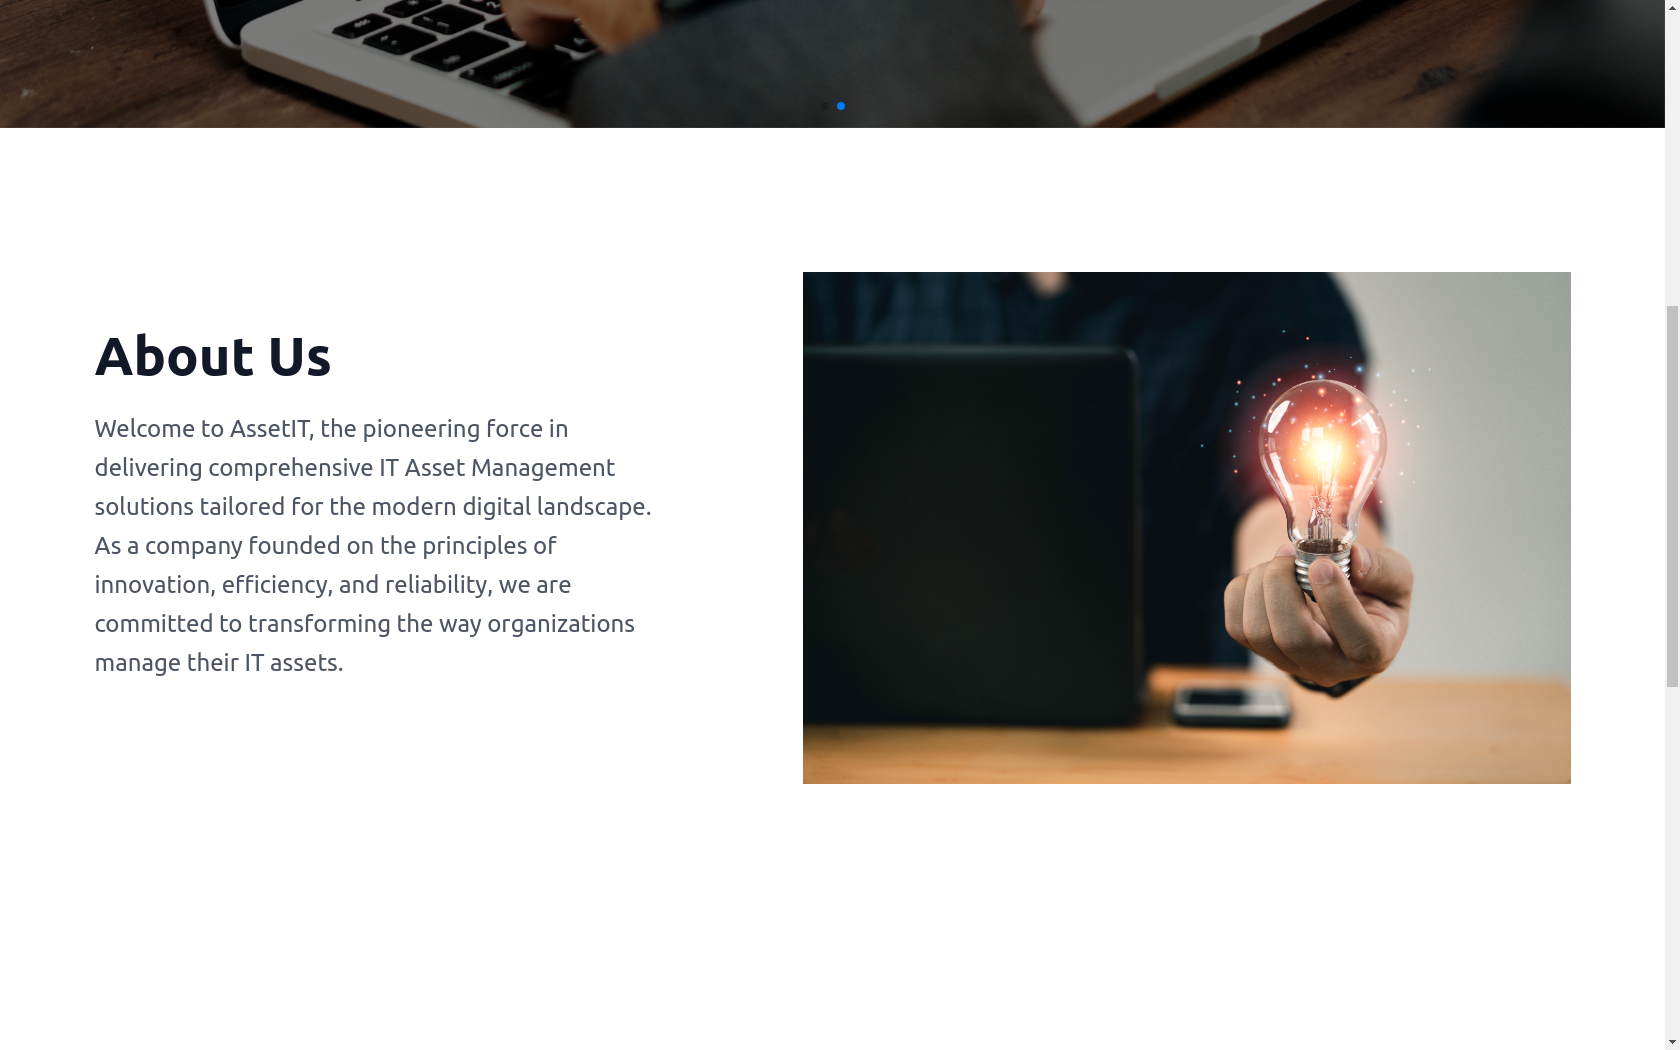 About Us
Welcome to AssetIT, the pioneering force in
delivering comprehensive IT Asset Management
solutions tailored for the modern digital landscape.
As a company founded on the principles of
innovation, efficiency, and reliability, we are
committed to transforming the way organizations
manage their IT assets.